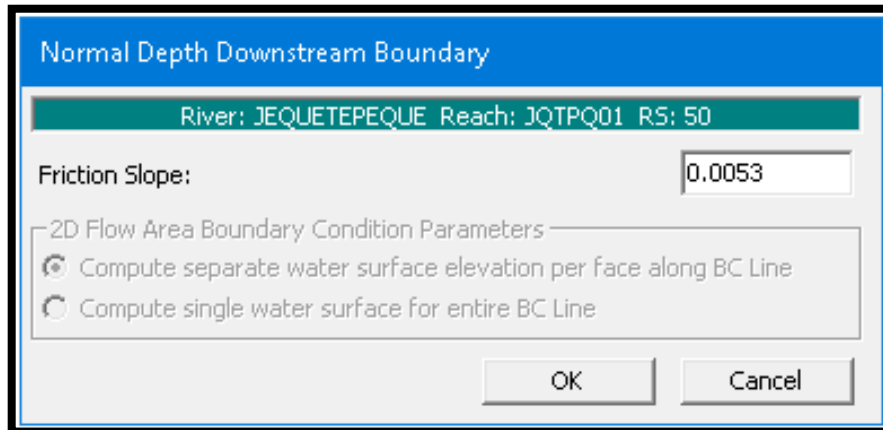 Normal Depth Downstream Boundary
River: JEQUETEPEQUE Reach: JQTPQ01 RS: 50
Friction Slope: 0.0053
2D Flow Area Boundary Condition Parameters
Compute separate water surface elevation per face along BC Line
Compute single water surface for entire BC Line
OK Cancel